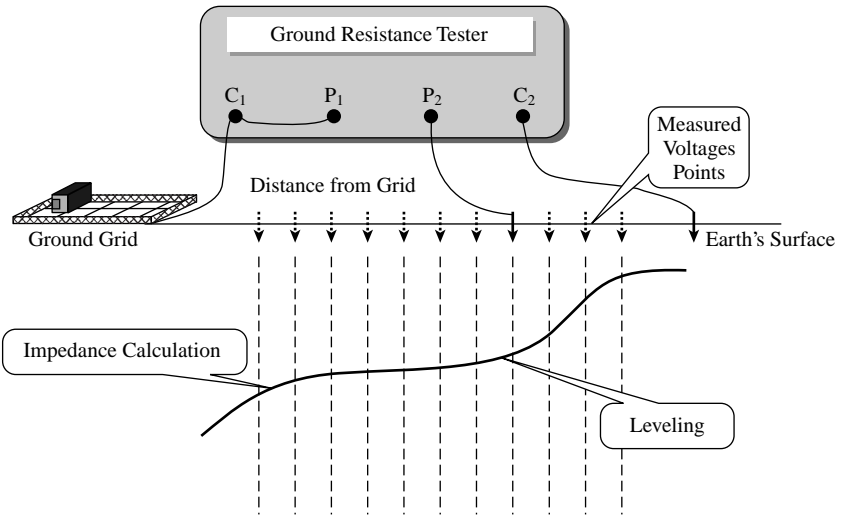 Ground Resistance Tester
C₁
P₁
P₂
C₂
Measured
Voltages
Points
Distance from Grid
Ground Grid
Earth’s Surface
Impedance Calculation
Leveling